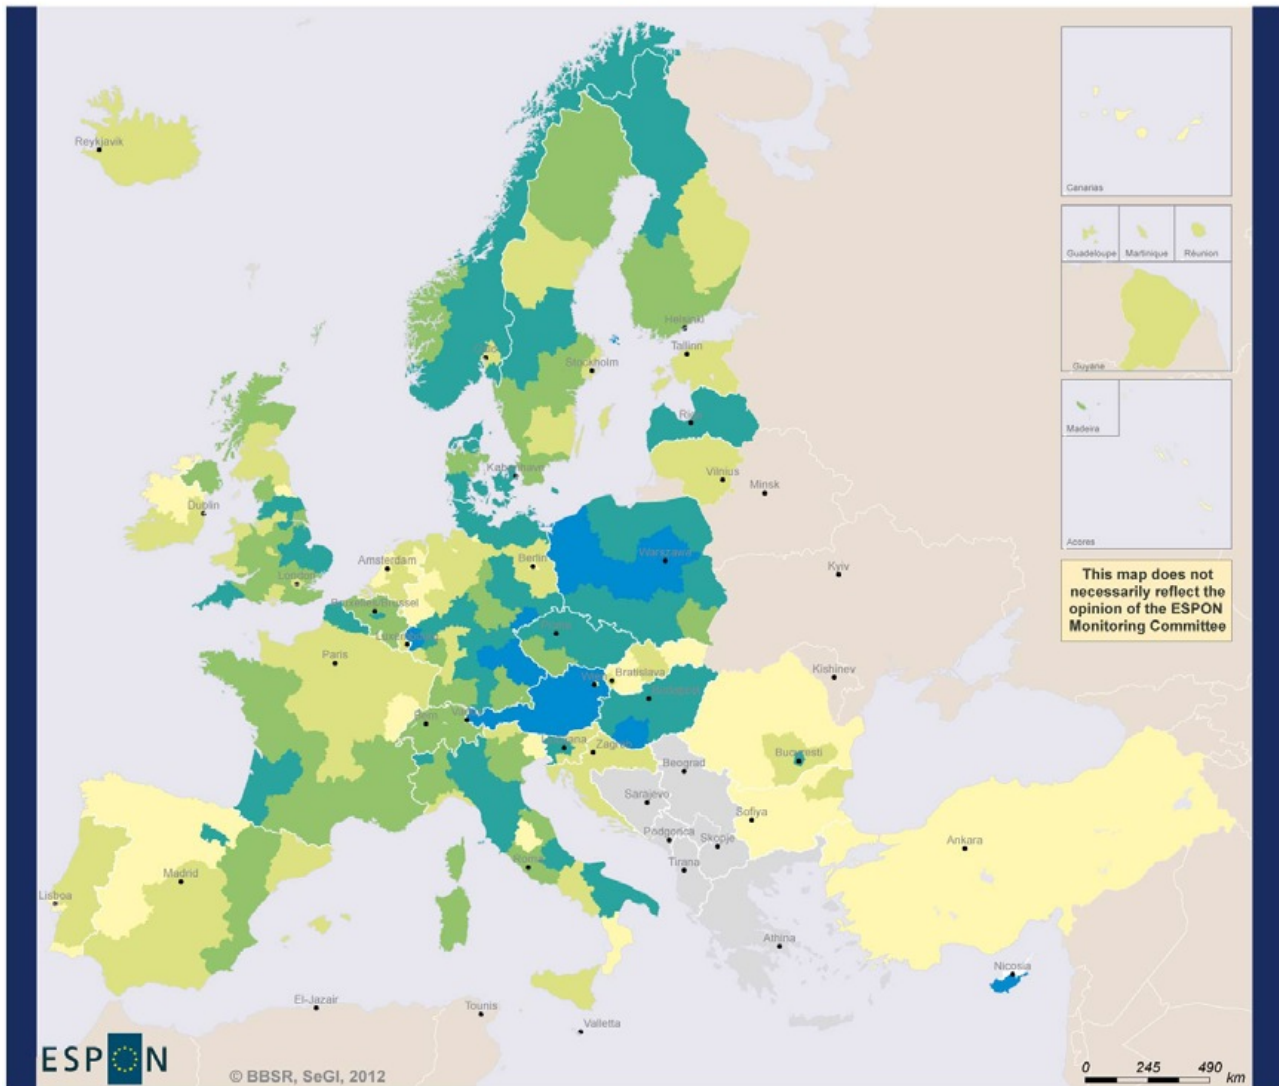 Reykjavik
Canarias
Guadeloupe
Martinique
Réunion
Guyane
Madeira
Acores
Helsinki
Tallinn
Stockholm
Riga
København
Vilnius
Minsk
Dublin
Amsterdam
Berlin
Warszawa
London
Kyiv
Paris
Bratislava
Kishinev
Budapest
Bern
Zagreb
Bucuresti
Beograd
Sarajevo
Sofiya
Podgorica
Skopje
Tirana
Ankara
Roma
Madrid
Lisboa
Athina
Nicosia
El-Jazair
Tounis
Valletta
This map does not
necessarily reflect the
opinion of the ESPON
Monitoring Committee
ESPON
© BBSR, SeGI, 2012
0 245 490
km